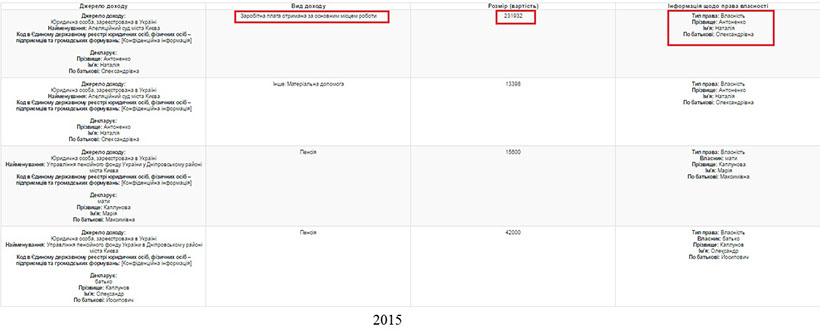 Джерело доходу
Вид доходу
Розмір (вартість)
Інформація щодо права власності
Джерело доходу:
Юридична особа, зареєстрована в Україні
Найменування: Апеляційний суд міста Києва
Код в Єдиному державному реєстрі юридичних осіб, фізичних осіб –
підприємців та громадських формувань: [Конфіденційна інформація]
Декларує:
Прізвище: Антоненко
Ім'я: Наталія
По батькові: Олександрівна
Заробітна плата отримана за основним місцем роботи
231932
Тип права: Власність
Прізвище: Антоненко
Ім'я: Наталія
По батькові: Олександрівна
Джерело доходу:
Юридична особа, зареєстрована в Україні
Найменування: Апеляційний суд міста Києва
Код в Єдиному державному реєстрі юридичних осіб, фізичних осіб –
підприємців та громадських формувань: [Конфіденційна інформація]
Декларує:
Прізвище: Антоненко
Ім'я: Наталія
По батькові: Олександрівна
Інше: Матеріальна допомога
13398
Тип права: Власність
Прізвище: Антоненко
Ім'я: Наталія
По батькові: Олександрівна
Джерело доходу:
Юридична особа, зареєстрована в Україні
Найменування: Управління пенсійного фонду України у Дніпровському районі
міста Києва
Код в Єдиному державному реєстрі юридичних осіб, фізичних осіб –
підприємців та громадських формувань: [Конфіденційна інформація]
Декларує:
мати
Прізвище: Каплунова
Ім'я: Марія
По батькові: Максимівна
Пенсія
15600
Тип права: Власність
Власник: мати
Прізвище: Каплунова
Ім'я: Марія
По батькові: Максимівна
Джерело доходу:
Юридична особа, зареєстрована в Україні
Найменування: Управління пенсійного фонду України в Дніпровському районі
міста Києва
Код в Єдиному державному реєстрі юридичних осіб, фізичних осіб –
підприємців та громадських формувань: [Конфіденційна інформація]
Декларує:
батько
Прізвище: Каплунов
Ім'я: Олександр
По батькові: Йосипович
Пенсія
42000
Тип права: Власність
Власник: батько
Прізвище: Каплунов
Ім'я: Олександр
По батькові: Йосипович
2015